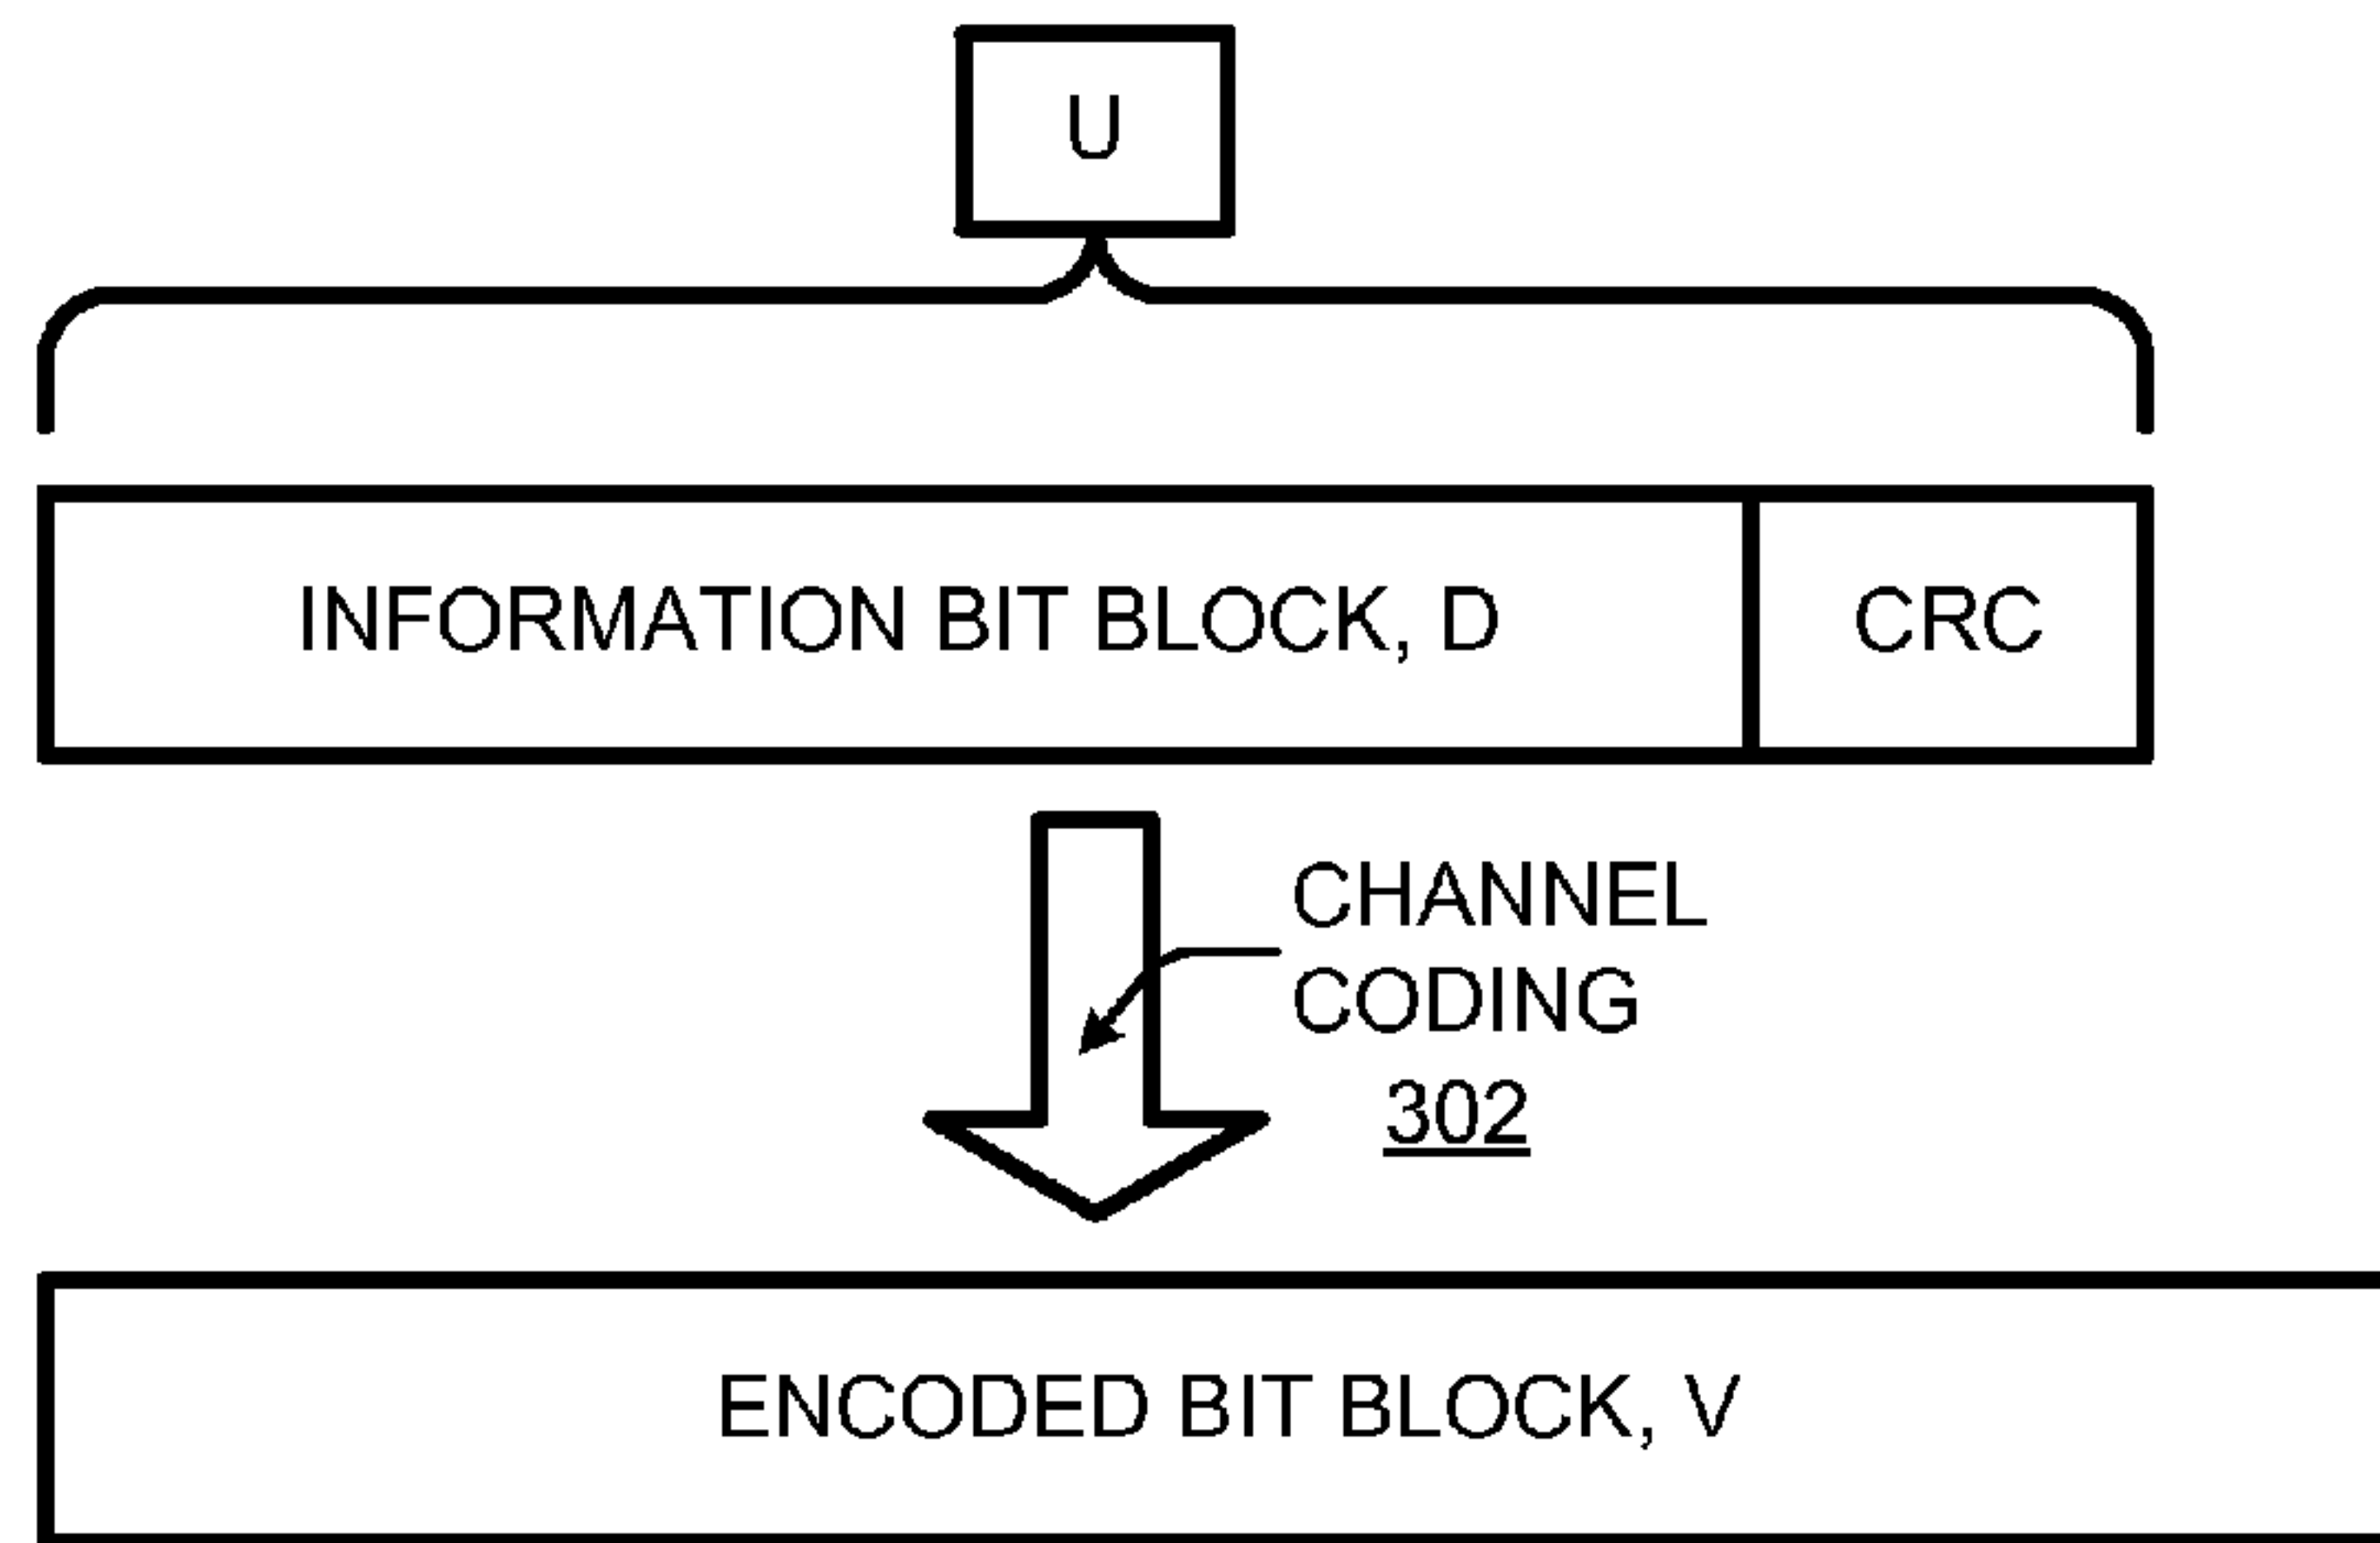 U
INFORMATION BIT BLOCK, D
CRC
CHANNEL
CODING
302
ENCODED BIT BLOCK, V